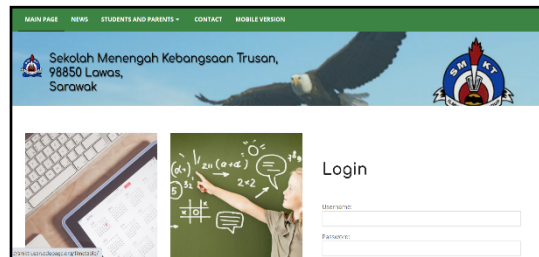 MAIN PAGE NEWS STUDENTS AND PARENTS CONTACT MOBILE VERSION
Sekolah Menengah Kebangsaan Trusan,
98850 Lawas,
Sarawak
SMKT
Login
Username:
Password: